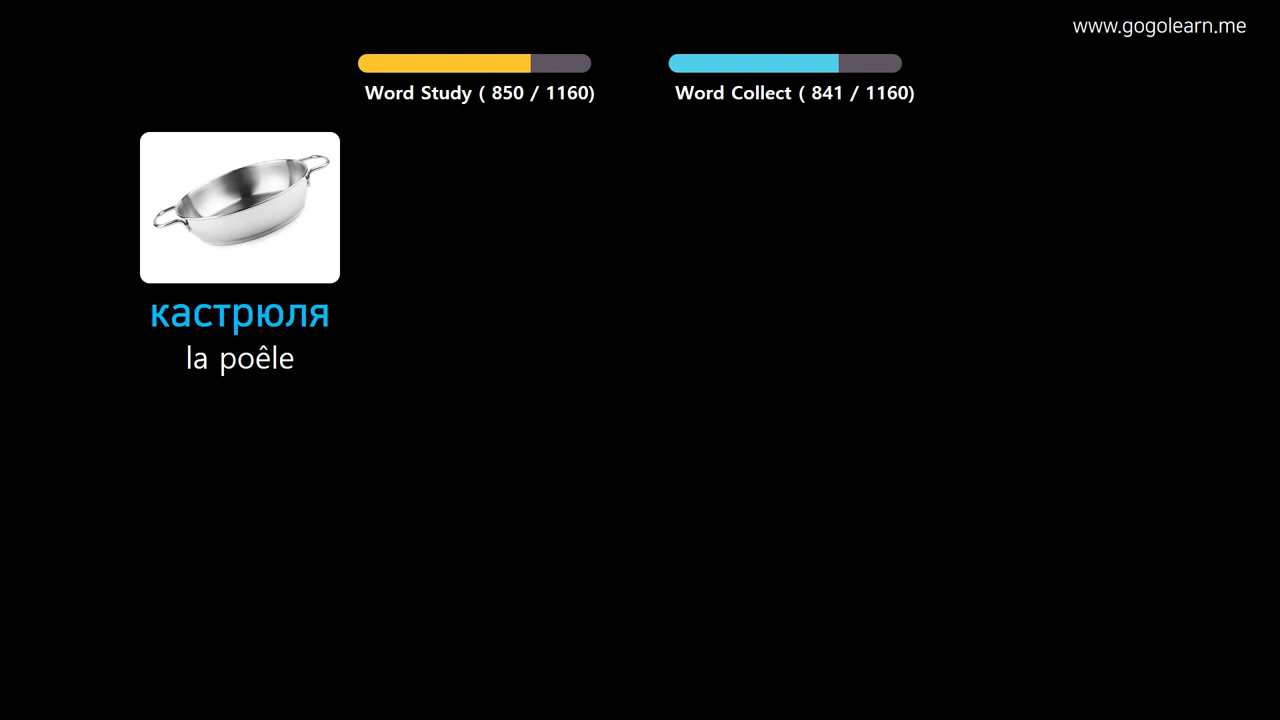 www.gogolearn.me
Word Study ( 850 / 1160)
Word Collect ( 841 / 1160)
кастрюля
la poêle